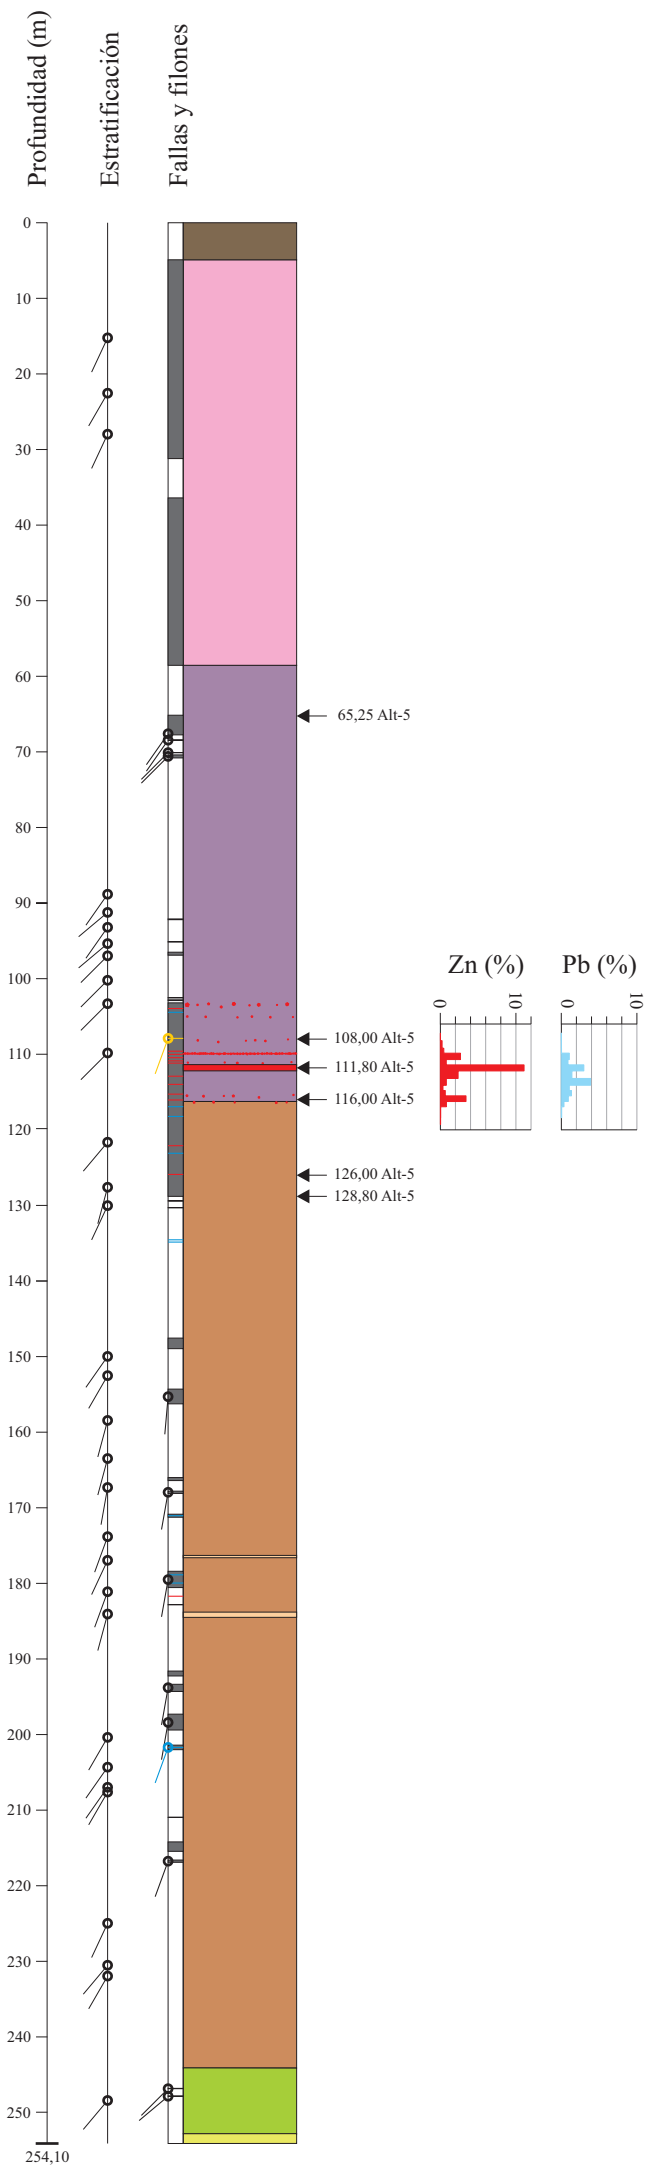 Profundidad (m)
Estratificación
Fallas y filones
0
10
20
30
40
50
60
65,25 Alt-5
70
80
90
Zn (%)
Pb (%)
100
0
10
0
10
108,00 Alt-5
110
111,80 Alt-5
116,00 Alt-5
120
126,00 Alt-5
128,80 Alt-5
130
140
150
160
170
180
190
200
210
220
230
240
250
254,10